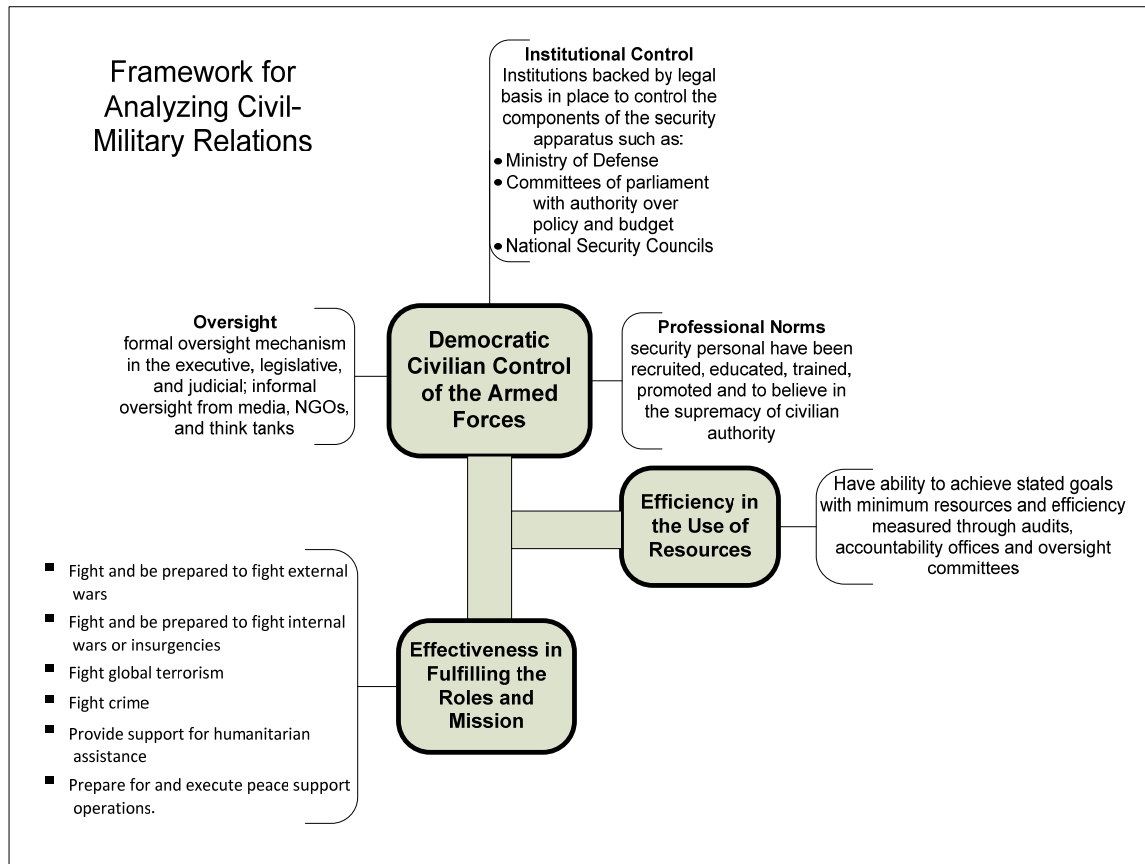 Framework for
Analyzing Civil-
Military Relations
Institutional Control
Institutions backed by legal
basis in place to control the
components of the security
apparatus such as:
• Ministry of Defense
• Committees of parliament
with authority over
policy and budget
• National Security Councils
Oversight
formal oversight mechanism
in the executive, legislative,
and judicial; informal
oversight from media, NGOs,
and think tanks
Democratic
Civilian Control
of the Armed
Forces
Professional Norms
security personal have been
recruited, educated, trained,
promoted and to believe in
the supremacy of civilian
authority
Efficiency in
the Use of
Resources
Have ability to achieve stated goals
with minimum resources and efficiency
measured through audits,
accountability offices and oversight
committees
▪ Fight and be prepared to fight external
wars
▪ Fight and be prepared to fight internal
wars or insurgencies
▪ Fight global terrorism
▪ Fight crime
▪ Provide support for humanitarian
assistance
▪ Prepare for and execute peace support
operations.
Effectiveness in
Fulfilling the
Roles and
Mission